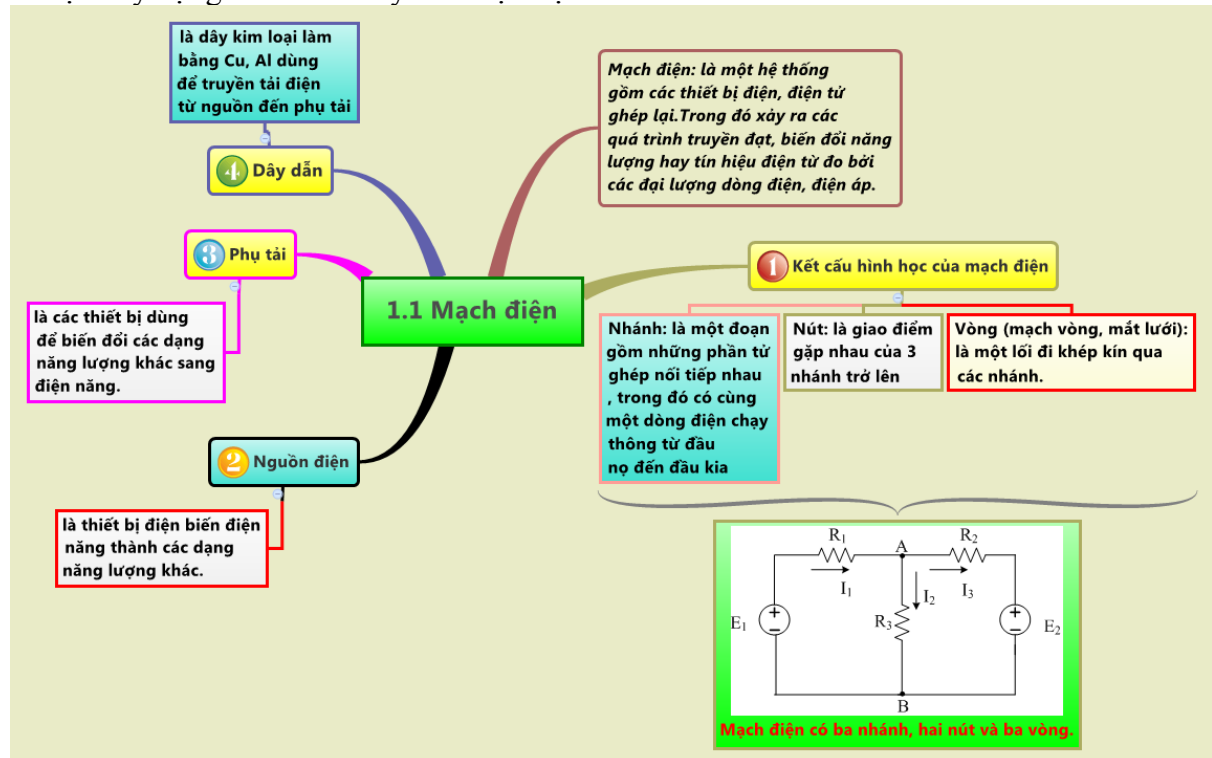 là dây kim loại làm
bằng Cu, Al dùng
để truyền tải điện
từ nguồn đến phụ tải
4 Dây dẫn
Mạch điện: là một hệ thống
gồm các thiết bị điện, điện tử
ghép lại.Trong đó xảy ra các
quá trình truyền đạt, biến đổi năng
lượng hay tín hiệu điện từ đo bởi
các đại lượng dòng điện, điện áp.
3 Phụ tải
là các thiết bị dùng
để biến đổi các dạng
năng lượng khác sang
điện năng.
1.1 Mạch điện
1 Kết cấu hình học của mạch điện
Nhánh: là một đoạn
gồm những phần tử
ghép nối tiếp nhau
, trong đó có cùng
một dòng điện chạy
thông từ đầu
nọ đến đầu kia
Nút: là giao điểm
gặp nhau của 3
nhánh trở lên
Vòng (mạch vòng, mắt lưới):
là một lối đi khép kín qua
các nhánh.
2 Nguồn điện
là thiết bị điện biến điện
năng thành các dạng
năng lượng khác.
R1 A R2
I1 I2 I3
E1 + − R3 + − E2
B
Mạch điện có ba nhánh, hai nút và ba vòng.